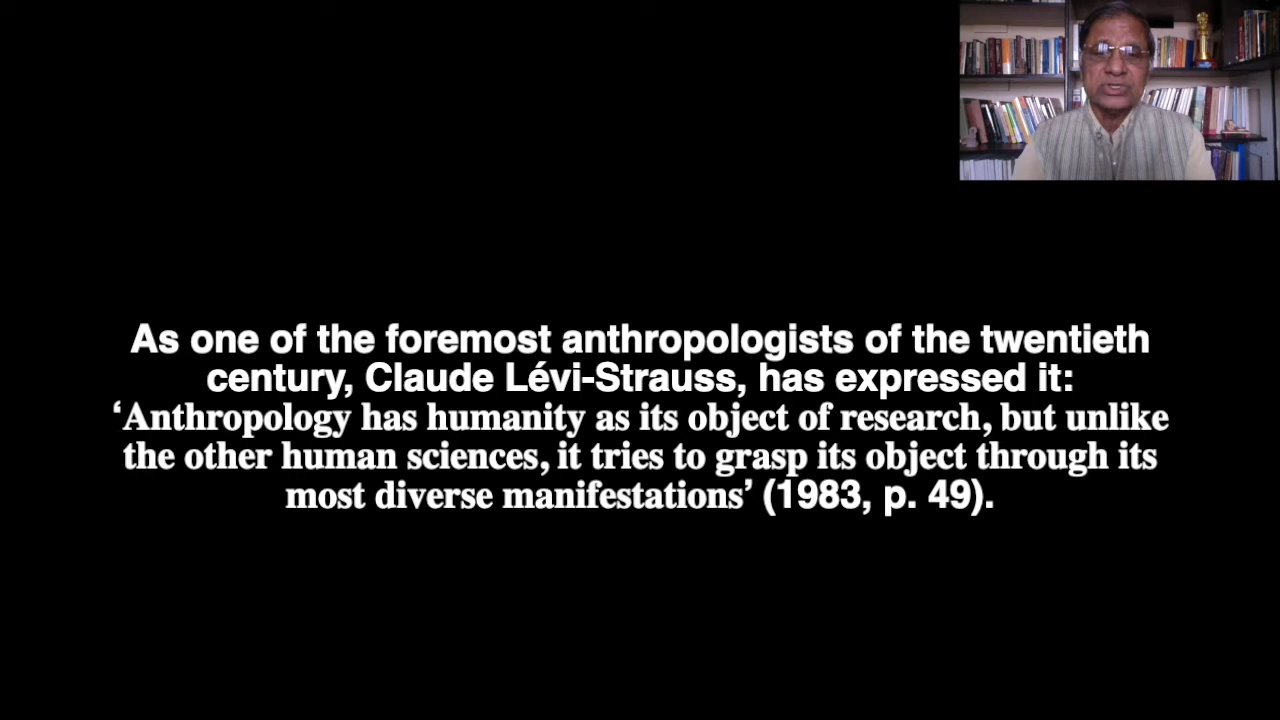 As one of the foremost anthropologists of the twentieth
century, Claude Lévi-Strauss, has expressed it:
‘Anthropology has humanity as its object of research, but unlike
the other human sciences, it tries to grasp its object through its
most diverse manifestations’ (1983, p. 49).